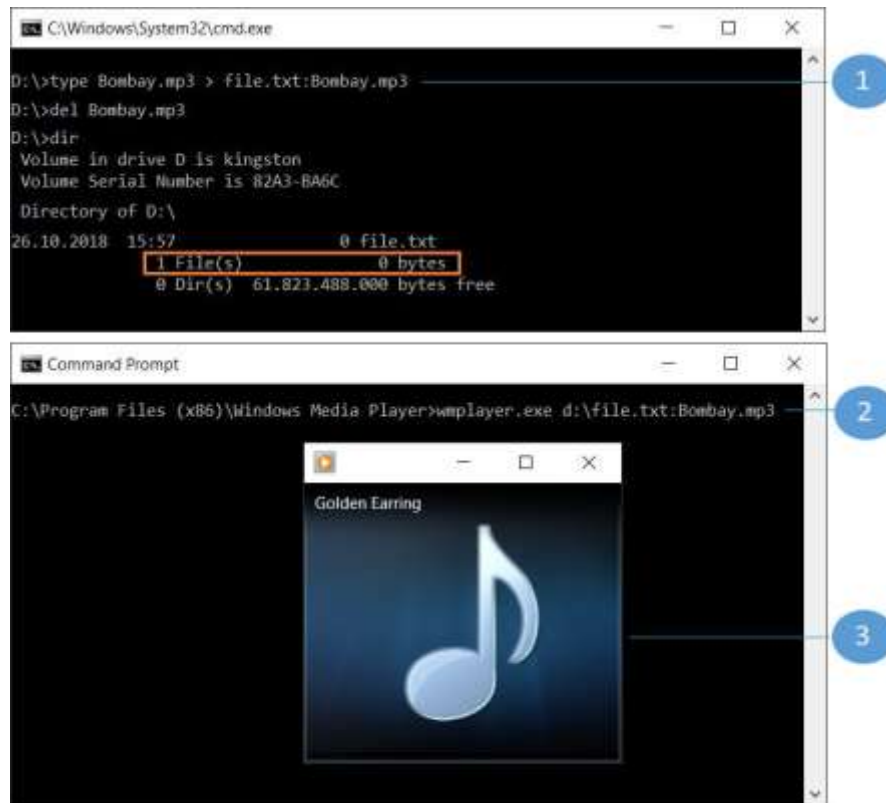 C:\Windows\System32\cmd.exe
D:\>type Bombay.mp3 > file.txt:Bombay.mp3
1
D:\>del Bombay.mp3
D:\>dir
Volume in drive D is kingston
Volume Serial Number is 82A3-BA6C
Directory of D:\
26.10.2018 15:57 0 file.txt
1 File(s) 0 bytes
0 Dir(s) 61.823.488.000 bytes free
Command Prompt
C:\Program Files (x86)\Windows Media Player>wmplayer.exe d:\file.txt:Bombay.mp3
2
Golden Earring
3